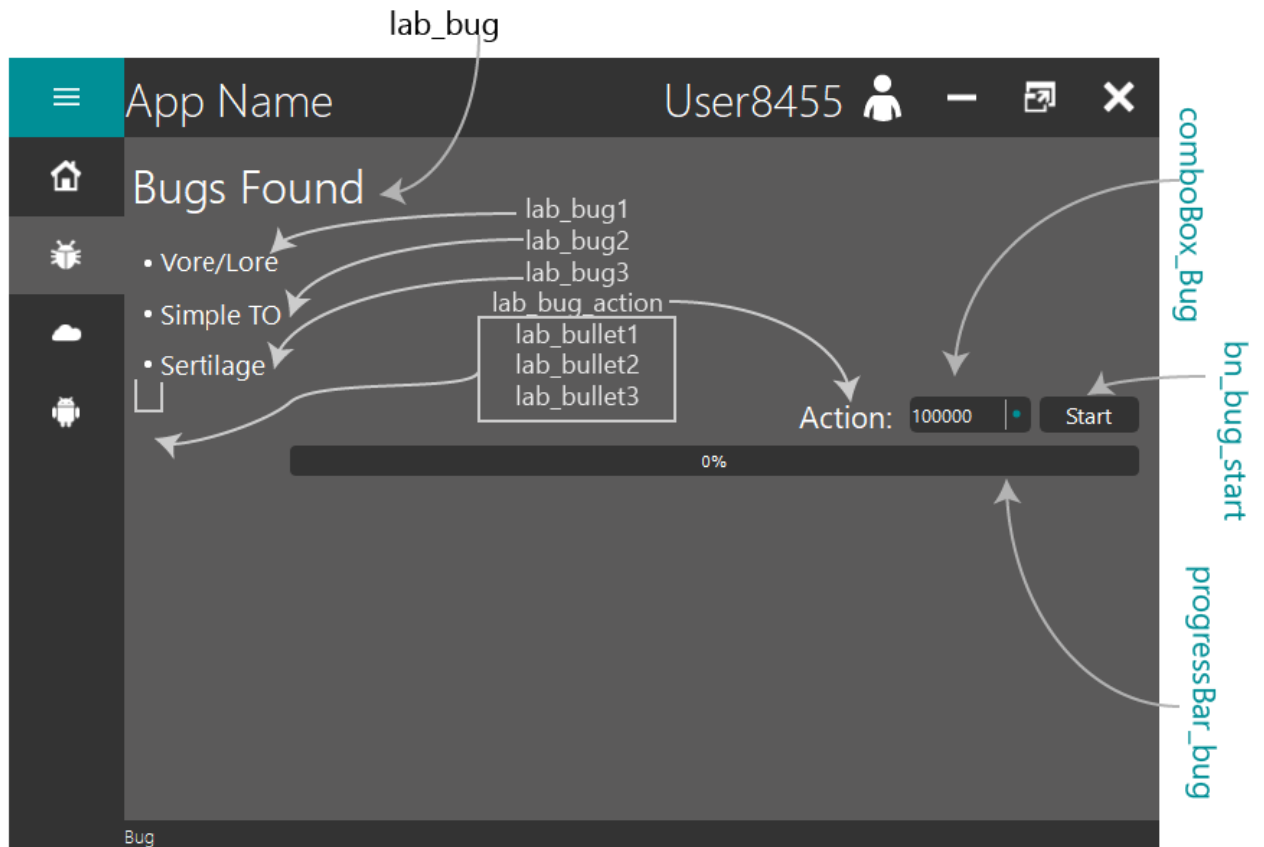 lab_bug
App Name
User8455
Bugs Found
lab_bug1
lab_bug2
• Vore/Lore
lab_bug3
lab_bug_action
• Simple TO
lab_bullet1
lab_bullet2
• Sertilage
lab_bullet3
Action:
100000
Start
0%
comboBox_Bug
bn_bug_start
progressBar_bug
Bug